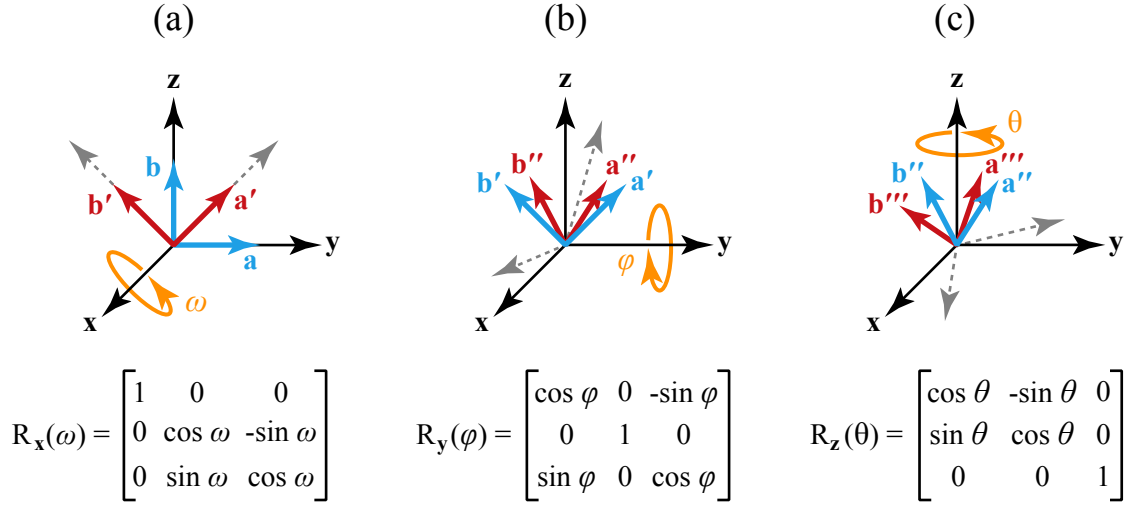 (a) (b) (c)
z z z
θ
b b'' a'' b'' a'''
b' a' b' a' b''' a''
a y φ y y
ω
x x x
R_x(ω) = [1 0 0
0 cos ω -sin ω
0 sin ω cos ω]
R_y(φ) = [cos φ 0 -sin φ
0 1 0
sin φ 0 cos φ]
R_z(θ) = [cos θ -sin θ 0
sin θ cos θ 0
0 0 1]